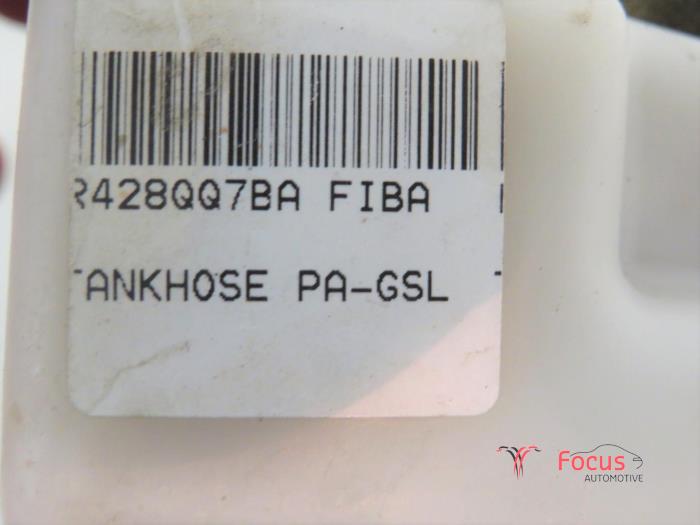 R428QQ7BA FIBA
TANKHOSE PA-GSL
Focus
AUTOMOTIVE